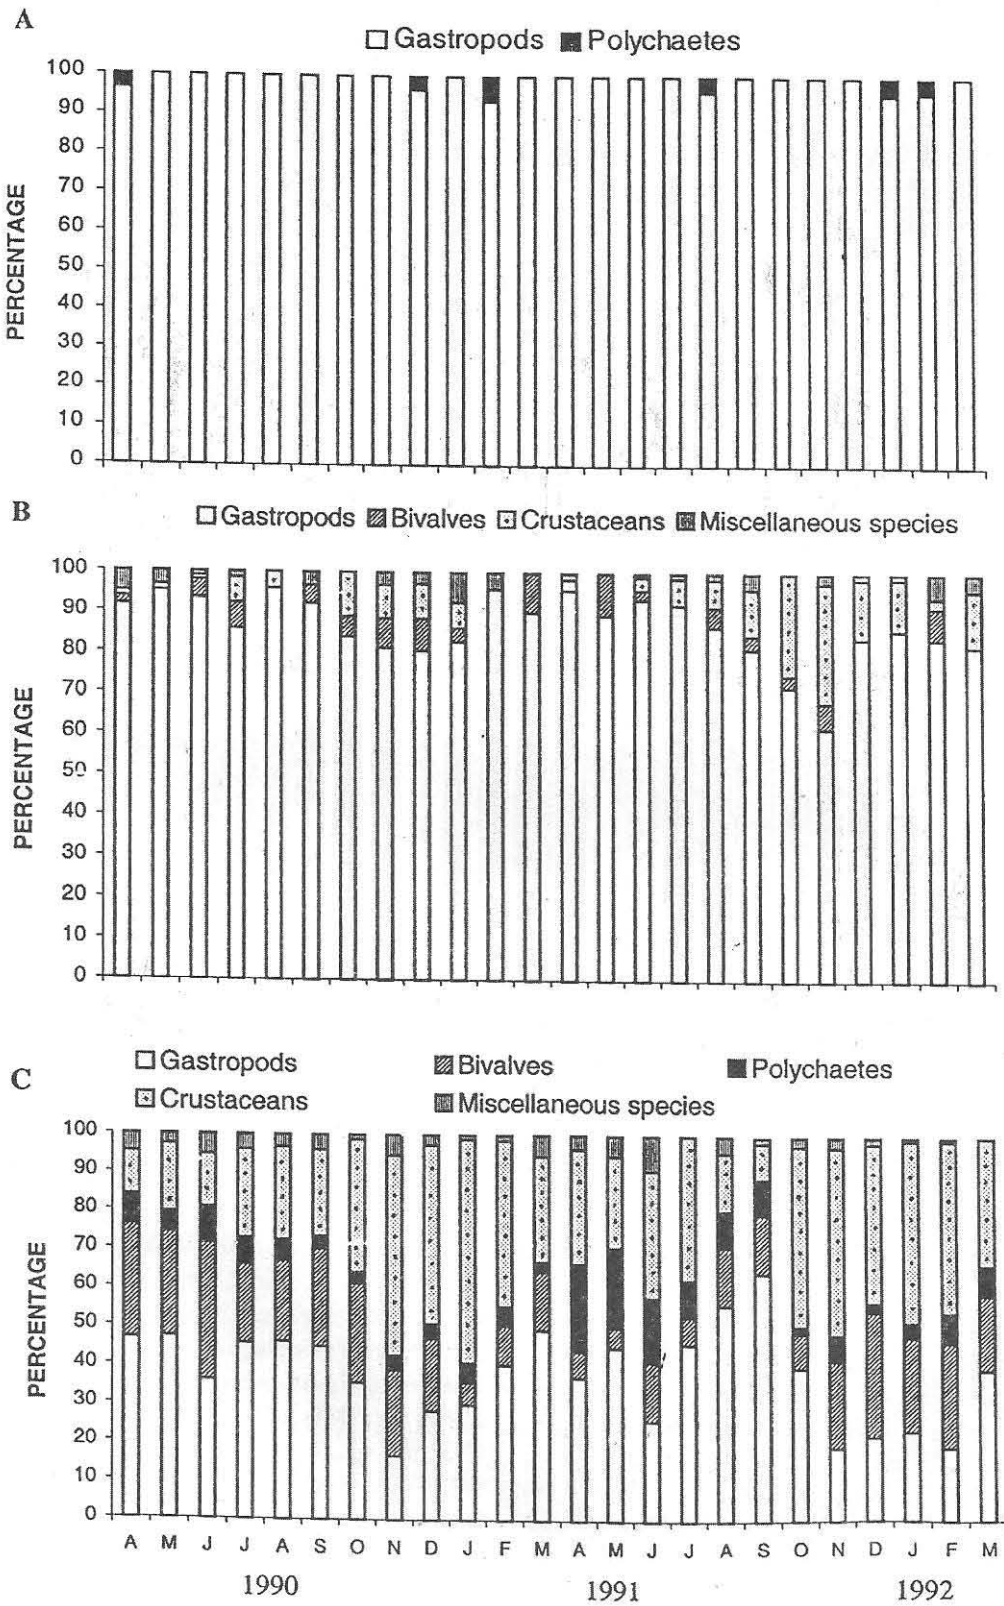 A
Gastropods Polychaetes
100
90
80
70
60
50
40
30
20
10
0
PERCENTAGE
B
Gastropods Bivalves Crustaceans Miscellaneous species
100
90
80
70
60
50
40
30
20
10
0
PERCENTAGE
C
Gastropods Bivalves Polychaetes
Crustaceans Miscellaneous species
100
90
80
70
60
50
40
30
20
10
0
PERCENTAGE
A M J J A S O N D J F M A M J J A S O N D J F M
1990 1991 1992